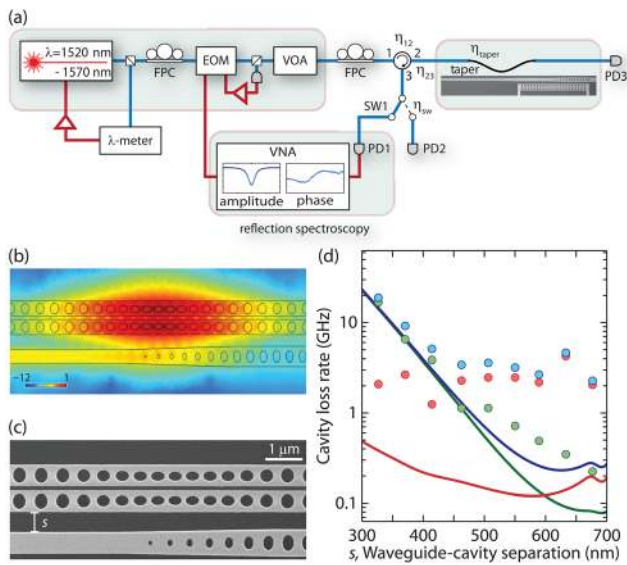 (a)
λ=1520 nm
- 1570 nm
FPC
EOM
VOA
FPC
η12
1 2
3 η23
ηtaper
taper
PD3
SW1
ηsw
λ-meter
VNA
PD1
PD2
amplitude phase
reflection spectroscopy
(b)
−12 1
(c)
1 μm
s
(d)
Cavity loss rate (GHz)
10
1
0.1
300 400 500 600 700
s, Waveguide-cavity separation (nm)